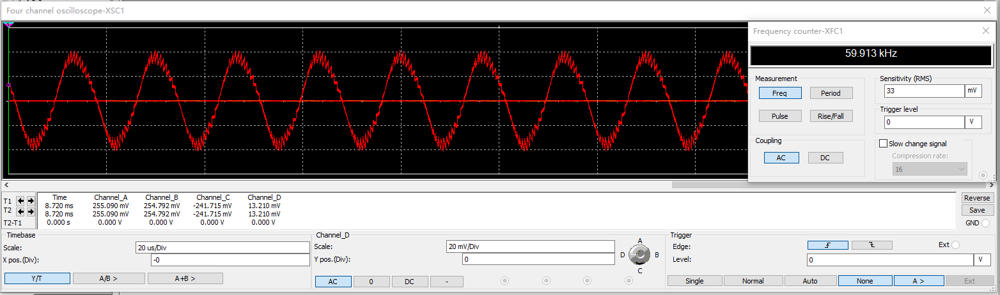 Four channel oscilloscope-XSC1
Frequency counter-XFC1
59.913 kHz
Measurement
Freq
Period
Pulse
Rise/Fall
Coupling
AC
DC
Sensitivity (RMS)
33
mV
Trigger level
0
V
Slow change signal
Compression rate:
16
T1
T2
T2-T1
Time Channel_A Channel_B Channel_C Channel_D
8.720 ms 255.090 mV 254.792 mV -241.715 mV 13.210 mV
8.720 ms 255.090 mV 254.792 mV -241.715 mV 13.210 mV
0.000 s 0.000 V 0.000 V 0.000 V 0.000 V
Reverse
Save
GND
Timebase
Scale:
20 us/Div
X pos.(Div):
-0
Y/T
A/B >
A+B >
Channel_D
Scale:
20 mV/Div
Y pos.(Div):
0
AC
0
DC
-
A
D
B
C
Trigger
Edge:
Ext
Level:
0
V
Single
Normal
Auto
None
A >
Ext